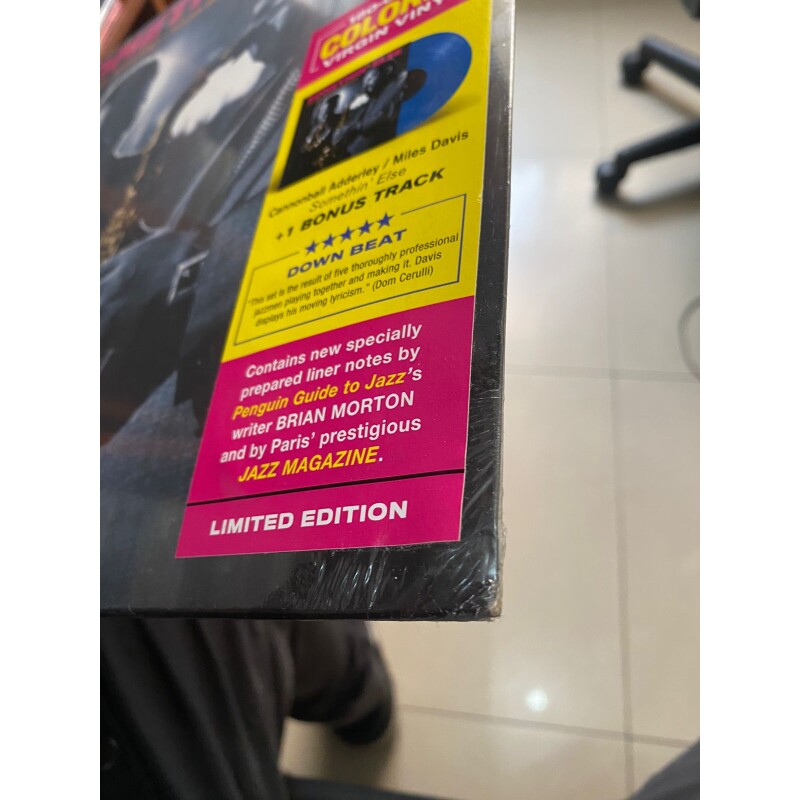 COLOR
VIRGIN VINY
Cannonball Adderley / Miles Davis
Somethin' Else
+1 BONUS TRACK
★★★★★
DOWN BEAT
"This set is the result of five thoroughly professional
jazzmen playing together and making it. Davis
displays his moving lyricism." (Dom Cerulli)
Contains new specially
prepared liner notes by
Penguin Guide to Jazz's
writer BRIAN MORTON
and by Paris' prestigious
JAZZ MAGAZINE.
LIMITED EDITION